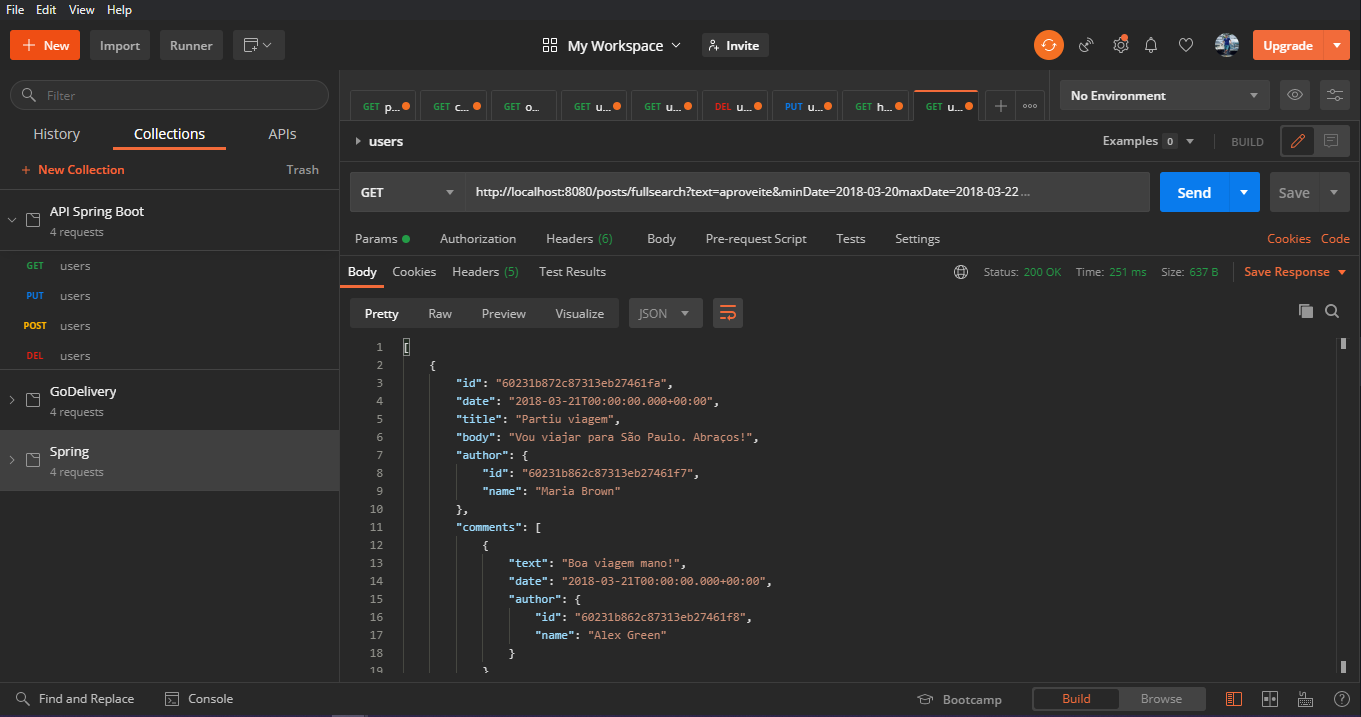 File Edit View Help
+ New Import Runner My Workspace Invite Upgrade
Filter
GET p... GET c... GET o... GET u... GET u... DEL u... PUT u... GET h... GET u... + ooo No Environment
History Collections APIs
users Examples 0 BUILD
+ New Collection Trash
GET http://localhost:8080/posts/fullsearch?text=aproveite&minDate=2018-03-20maxDate=2018-03-22 ... Send Save
API Spring Boot
4 requests
Params Authorization Headers (6) Body Pre-request Script Tests Settings Cookies Code
GET users
PUT users
POST users
DEL users
GoDelivery
4 requests
Spring
4 requests
Body Cookies Headers (5) Test Results Status: 200 OK Time: 251 ms Size: 637 B Save Response
Pretty Raw Preview Visualize JSON
1 [
2 {
3 "id": "60231b872c87313eb27461fa",
4 "date": "2018-03-21T00:00:00.000+00:00",
5 "title": "Partiu viagem",
6 "body": "Vou viajar para São Paulo. Abraços!",
7 "author": {
8 "id": "60231b862c87313eb27461f7",
9 "name": "Maria Brown"
10 },
11 "comments": [
12 {
13 "text": "Boa viagem mano!",
14 "date": "2018-03-21T00:00:00.000+00:00",
15 "author": {
16 "id": "60231b862c87313eb27461f8",
17 "name": "Alex Green"
18 }
19 }
Find and Replace Console Bootcamp Build Browse ?